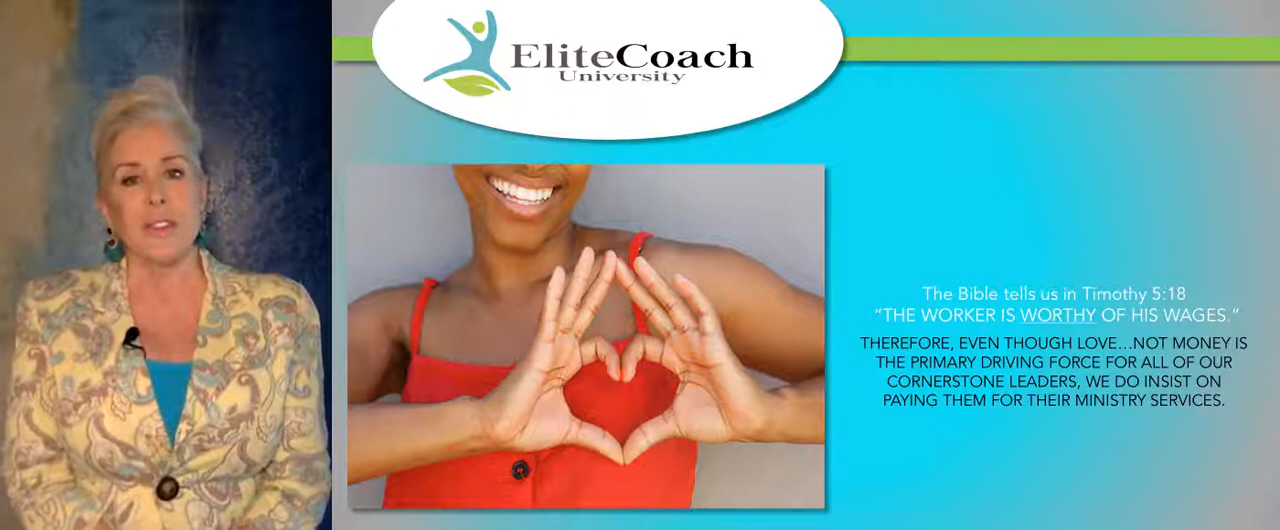 EliteCoach
University
The Bible tells us in Timothy 5:18
“THE WORKER IS WORTHY OF HIS WAGES.”
THEREFORE, EVEN THOUGH LOVE…NOT MONEY IS
THE PRIMARY DRIVING FORCE FOR ALL OF OUR
CORNERSTONE LEADERS, WE DO INSIST ON
PAYING THEM FOR THEIR MINISTRY SERVICES.